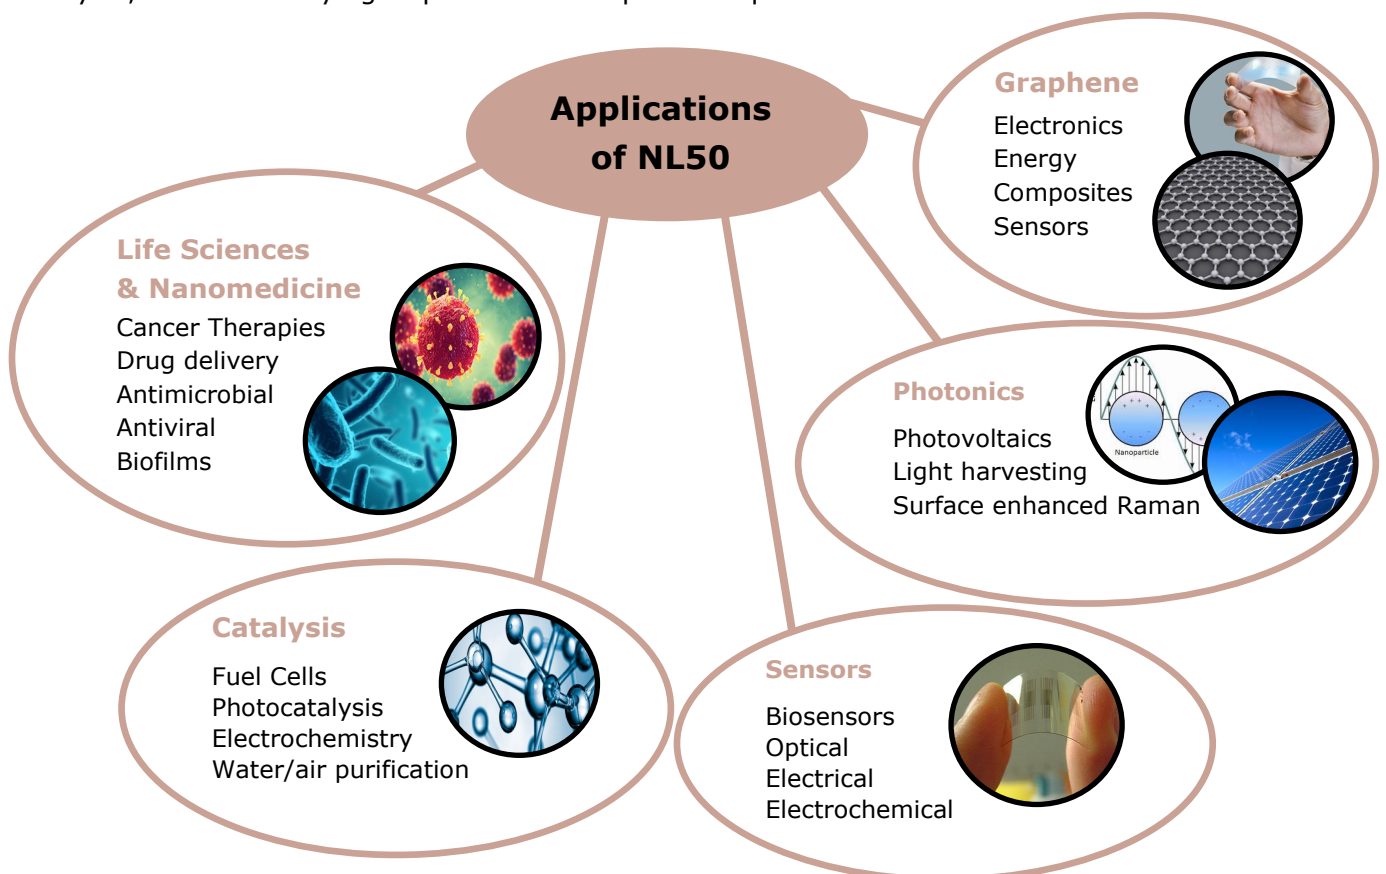 Applications
of NL50
Graphene
Electronics
Energy
Composites
Sensors
Life Sciences
& Nanomedicine
Cancer Therapies
Drug delivery
Antimicrobial
Antiviral
Biofilms
Photonics
Photovoltaics
Light harvesting
Surface enhanced Raman
Nanoparticle
Catalysis
Fuel Cells
Photocatalysis
Electrochemistry
Water/air purification
Sensors
Biosensors
Optical
Electrical
Electrochemical